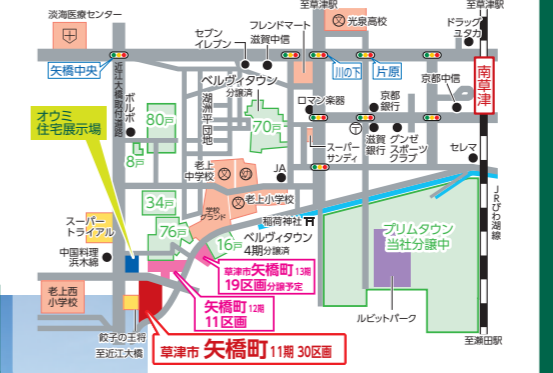 至草津駅
至草津駅
淡海医療センター
光泉高校
セブン
イレブン
滋賀中信
フレンドマート
ドラッグ
ユタカ
矢橋中央
川の下
片原
京都中信
南草津
近江大橋取付道路
ボルボ
80戸
湖洲平団地
ベルヴィタウン
分譲済
70戸
ロマン楽器
京都
銀行
オウミ
住宅展示場
8戸
スーパー
サンディ
滋賀
銀行
グンゼ
スポーツ
クラブ
セレマ
老上
中学校
JA
34戸
老上小学校
学校
グランド
JRびわ湖線
スーパー
トライアル
76戸
稲荷神社
16戸
ベルヴィタウン
4期分譲済
プリムタウン
当社分譲中
中国料理
浜木綿
草津市矢橋町13期
19区画分譲予定
老上西
小学校
矢橋町12期
11区画
ルビットパーク
餃子の王将
至近江大橋
草津市 矢橋町 11期 30区画
至瀬田駅